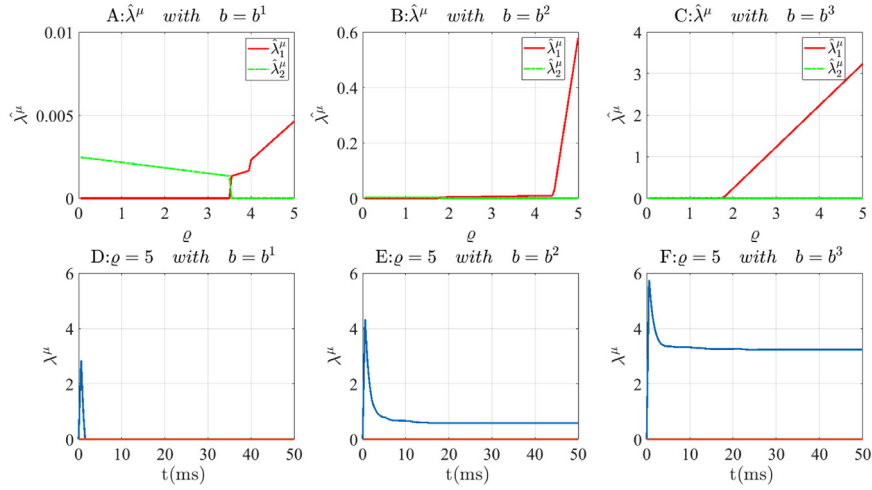 A:λ̂^μ with b = b^1
0.01
0.005
0
λ̂^μ
λ̂_1^μ
λ̂_2^μ
0 1 2 3 4 5
ϱ
B:λ̂^μ with b = b^2
0.6
0.4
0.2
0
λ̂^μ
λ̂_1^μ
λ̂_2^μ
0 1 2 3 4 5
ϱ
C:λ̂^μ with b = b^3
4
3
2
1
0
λ̂^μ
λ̂_1^μ
λ̂_2^μ
0 1 2 3 4 5
ϱ
D:ϱ = 5 with b = b^1
6
4
2
0
λ^μ
0 10 20 30 40 50
t(ms)
E:ϱ = 5 with b = b^2
6
4
2
0
λ^μ
0 10 20 30 40 50
t(ms)
F:ϱ = 5 with b = b^3
6
4
2
0
λ^μ
0 10 20 30 40 50
t(ms)